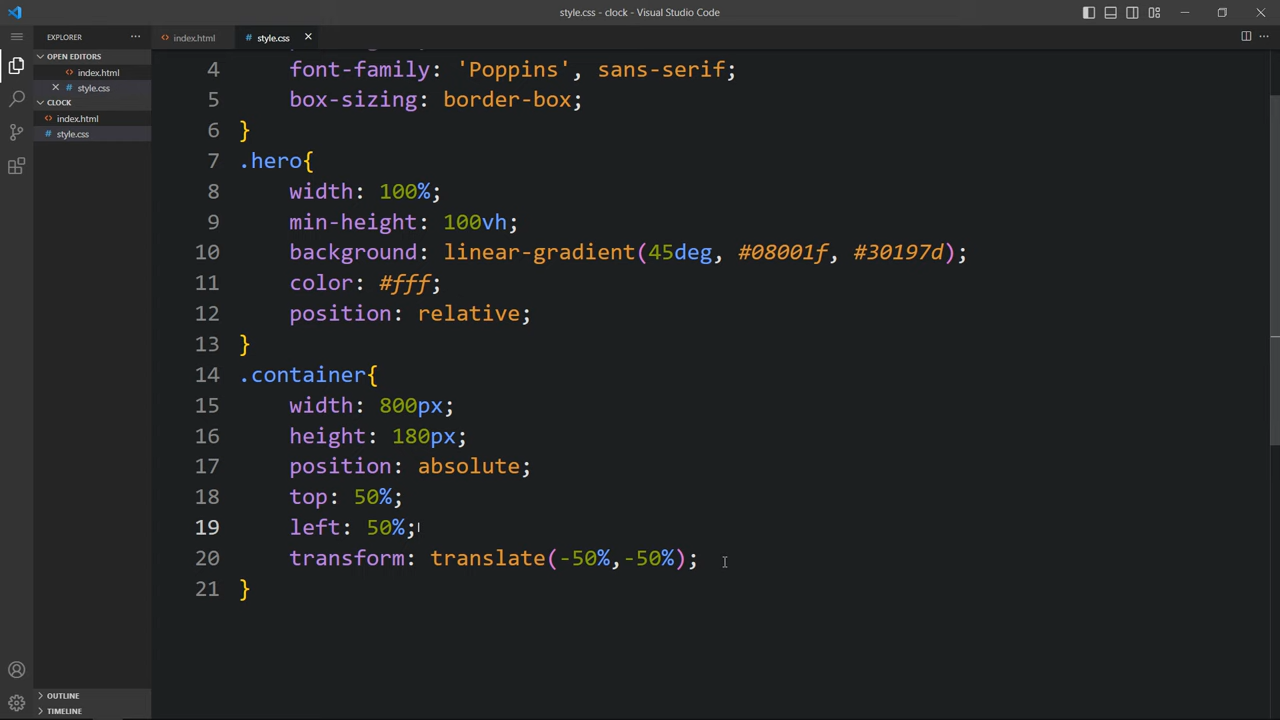 style.css - clock - Visual Studio Code
EXPLORER
index.html
style.css
OPEN EDITORS
index.html
style.css
CLOCK
index.html
style.css
4 font-family: 'Poppins', sans-serif;
5 box-sizing: border-box;
6 }
7 .hero{
8 width: 100%;
9 min-height: 100vh;
10 background: linear-gradient(45deg, #08001f, #30197d);
11 color: #fff;
12 position: relative;
13 }
14 .container{
15 width: 800px;
16 height: 180px;
17 position: absolute;
18 top: 50%;
19 left: 50%;
20 transform: translate(-50%,-50%);
21 }
OUTLINE
TIMELINE